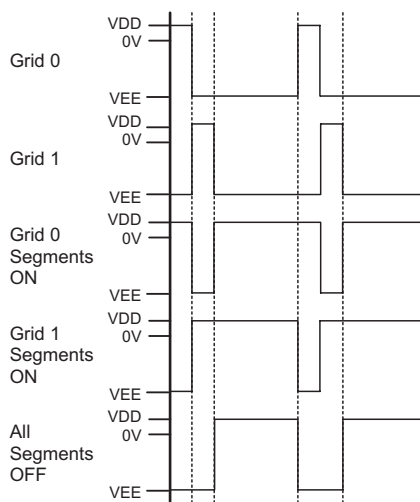 VDD
0V
Grid 0
VEE
VDD
0V
Grid 1
VEE
VDD
Grid 0
0V
Segments
ON
VEE
VDD
Grid 1
0V
Segments
ON
VEE
VDD
All
0V
Segments
OFF
VEE